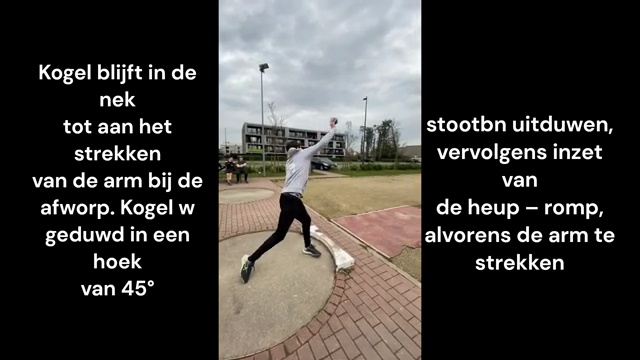 Kogel blijft in de
nek
tot aan het
strekken
van de arm bij de
afworp. Kogel w
geduwd in een
hoek
van 45°
stootbn uitduwen,
vervolgens inzet
van
de heup – romp,
alvorens de arm te
strekken